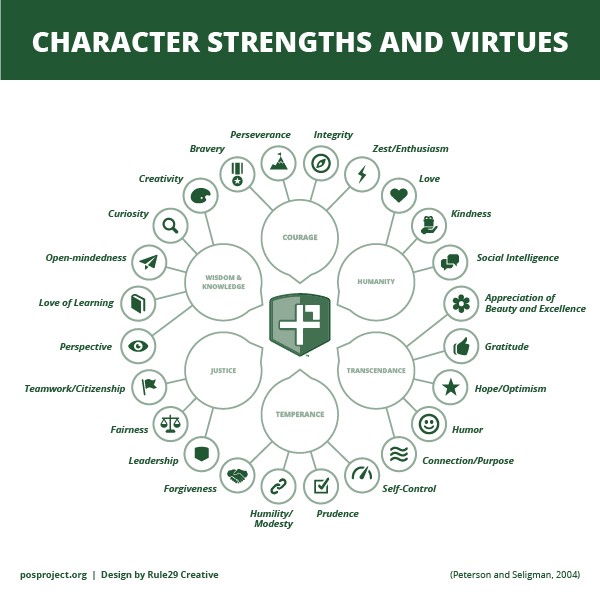 CHARACTER STRENGTHS AND VIRTUES
Perseverance
Integrity
Bravery
Zest/Enthusiasm
Creativity
Love
Curiosity
Kindness
COURAGE
Open-mindedness
Social Intelligence
WISDOM &
KNOWLEDGE
HUMANITY
Love of Learning
Appreciation of
Beauty and Excellence
Perspective
Gratitude
JUSTICE
TRANSCENDANCE
Teamwork/Citizenship
Hope/Optimism
TEMPERANCE
Fairness
Humor
Leadership
Connection/Purpose
Forgiveness
Self-Control
Humility/
Modesty
Prudence
posproject.org | Design by Rule29 Creative
(Peterson and Seligman, 2004)